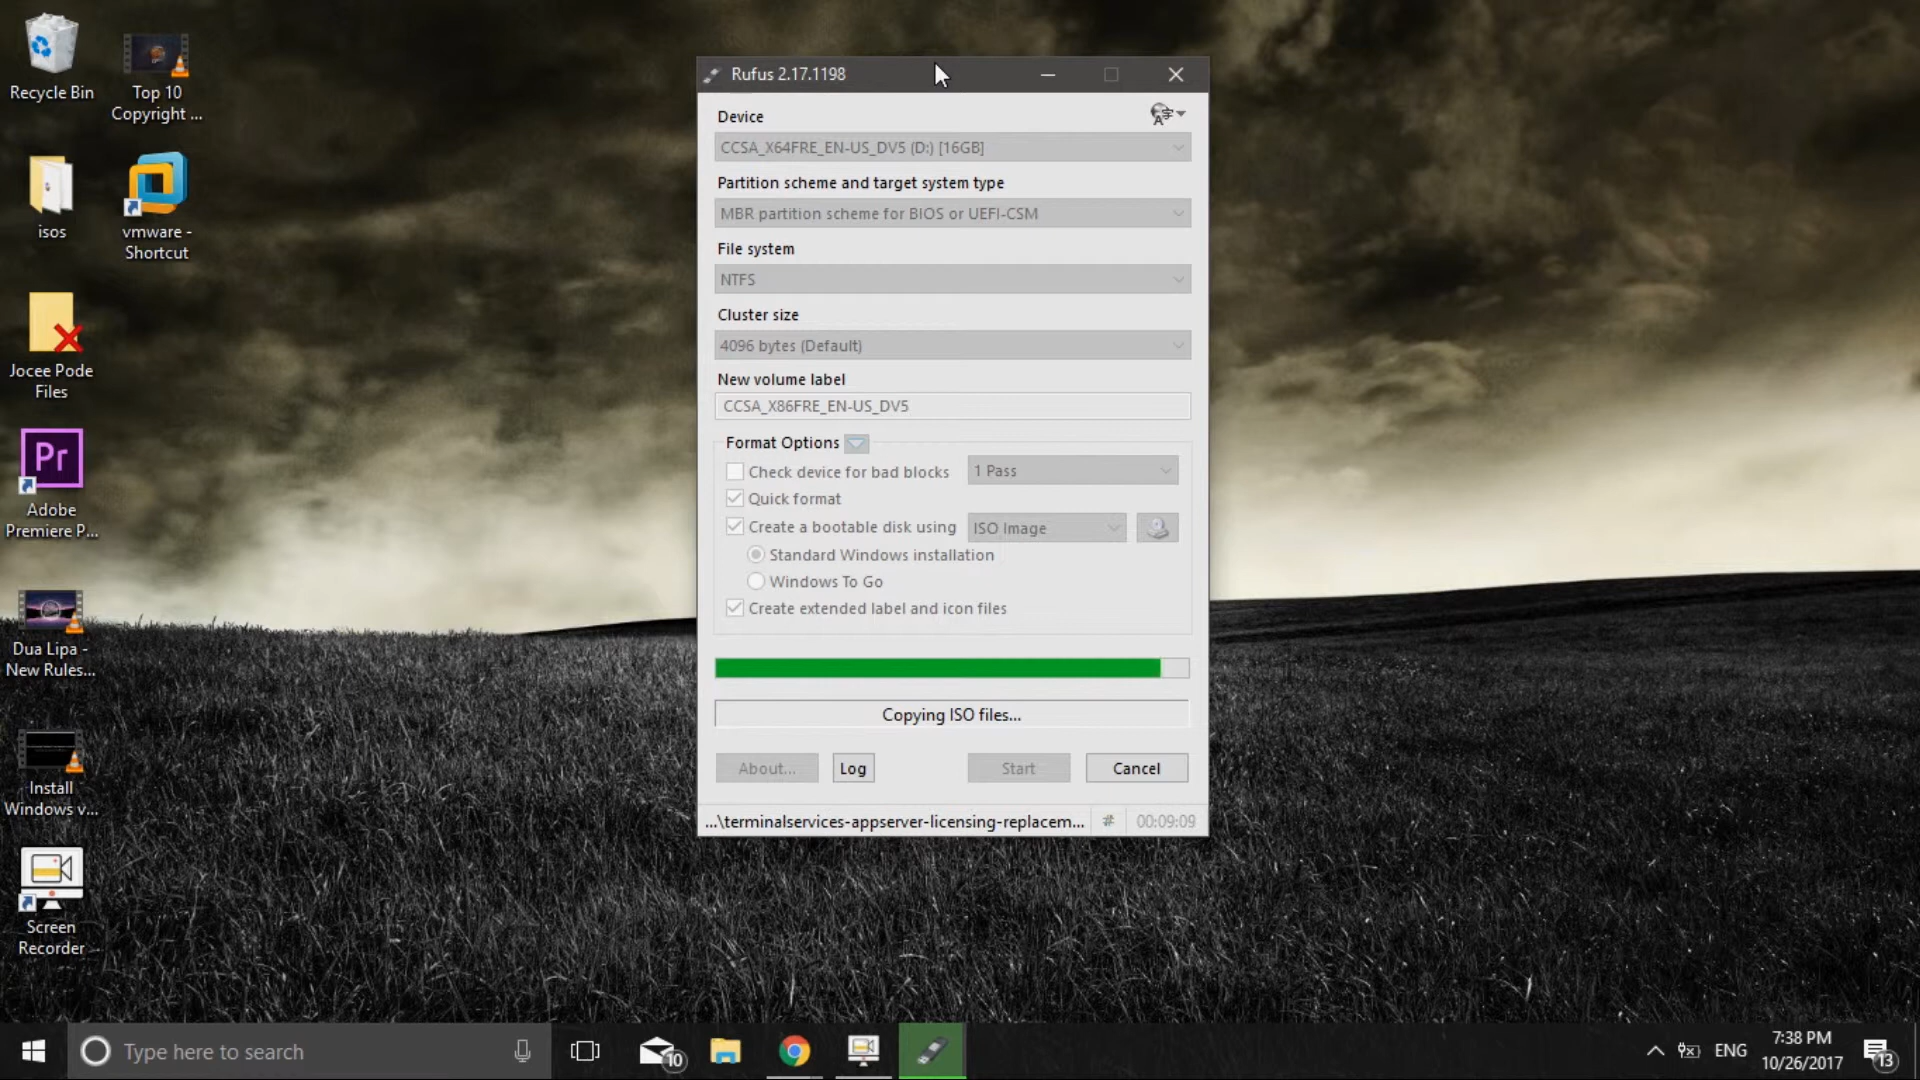 Recycle Bin
Top 10
Copyright ...
isos
vmware -
Shortcut
Jocee Pode
Files
Pr
Adobe
Premiere P...
Dua Lipa -
New Rules...
Install
Windows v...
Screen
Recorder
Rufus 2.17.1198
Device
CCSA_X64FRE_EN-US_DV5 (D:) [16GB]
Partition scheme and target system type
MBR partition scheme for BIOS or UEFI-CSM
File system
NTFS
Cluster size
4096 bytes (Default)
New volume label
CCSA_X86FRE_EN-US_DV5
Format Options
Check device for bad blocks
1 Pass
Quick format
Create a bootable disk using
ISO Image
Standard Windows installation
Windows To Go
Create extended label and icon files
Copying ISO files...
About...
Log
Start
Cancel
...\terminalservices-appserver-licensing-replacem...
#
00:09:09
Type here to search
10
ENG
7:38 PM
10/26/2017
13